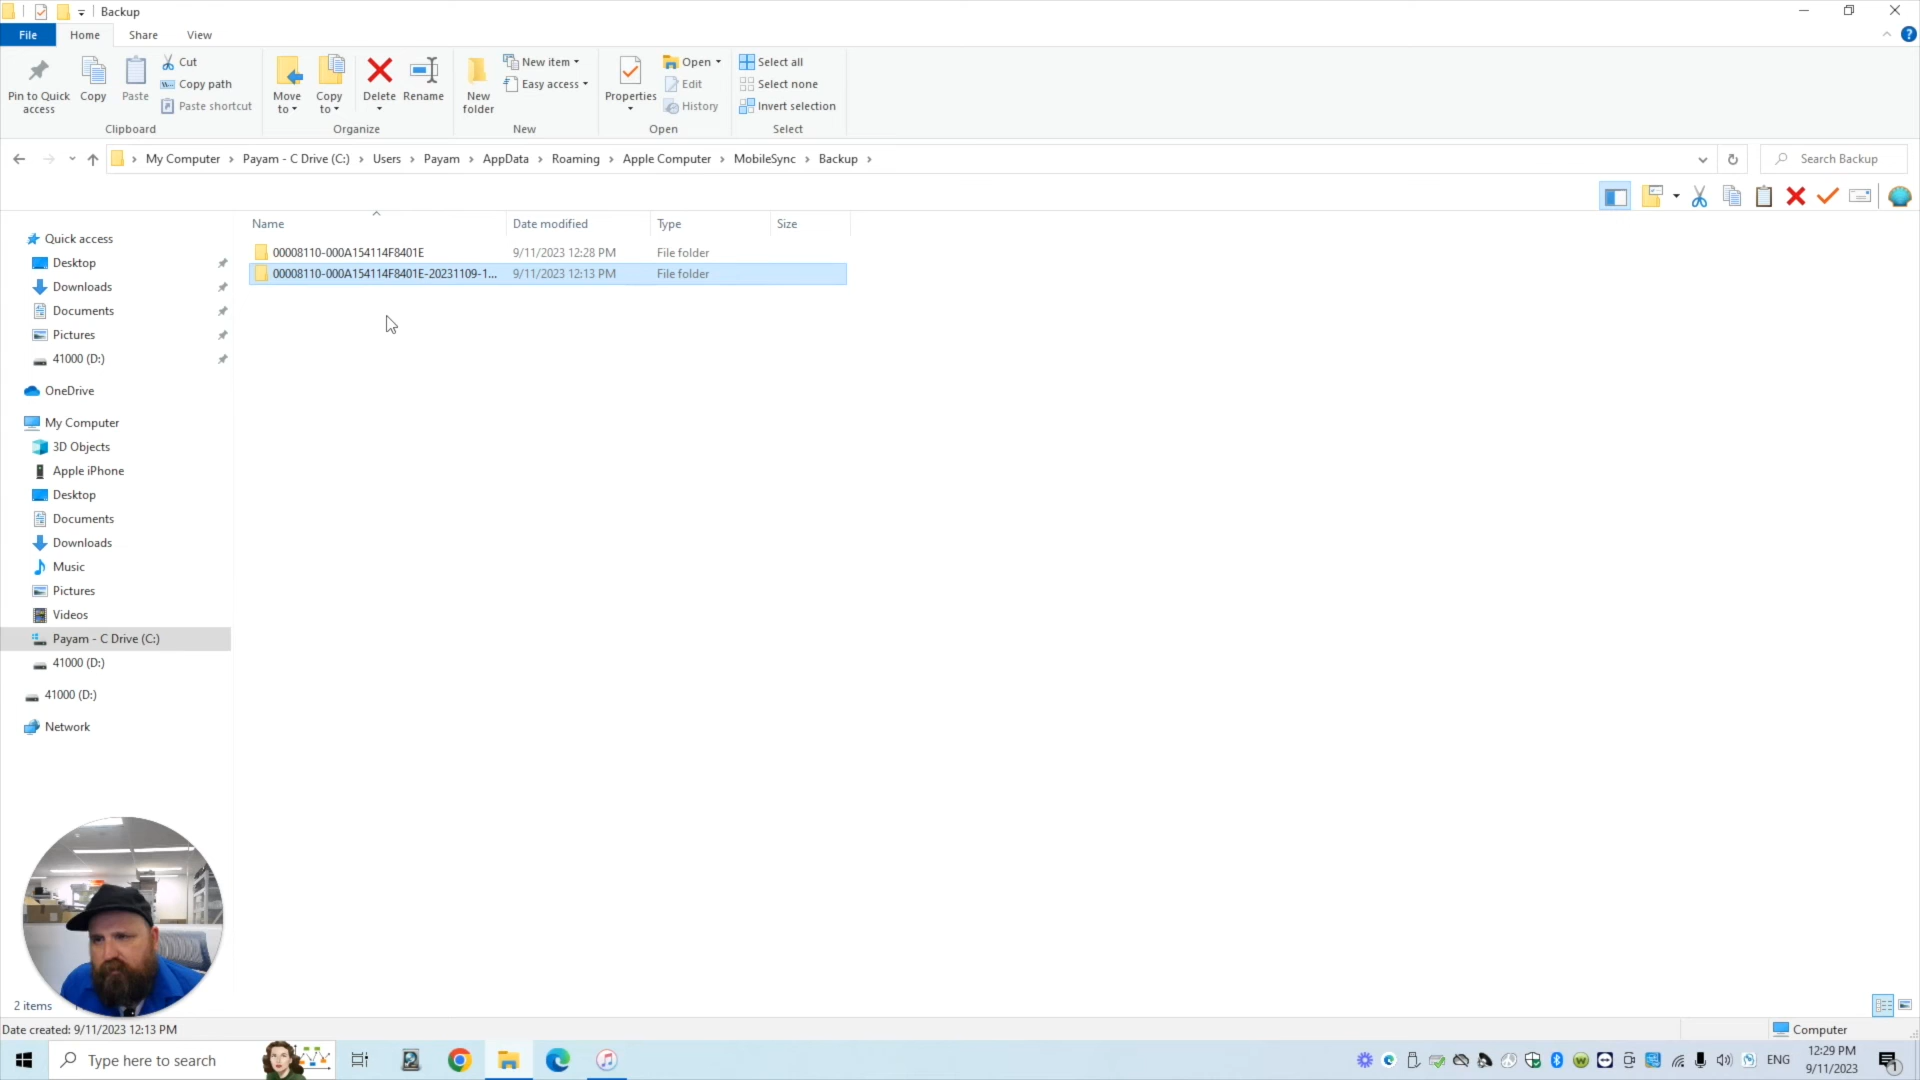 Backup
File
Home
Share
View
Pin to Quick access
Copy
Paste
Cut
Copy path
Paste shortcut
Clipboard
Move to
Copy to
Delete
Rename
Organize
New folder
New item
Easy access
New
Properties
Open
Edit
History
Open
Select all
Select none
Invert selection
Select
My Computer > Payam - C Drive (C:) > Users > Payam > AppData > Roaming > Apple Computer > MobileSync > Backup >
Search Backup
Name
Date modified
Type
Size
00008110-000A154114F8401E 9/11/2023 12:28 PM File folder
00008110-000A154114F8401E-20231109-1... 9/11/2023 12:13 PM File folder
Quick access
Desktop
Downloads
Documents
Pictures
41000 (D:)
OneDrive
My Computer
3D Objects
Apple iPhone
Desktop
Documents
Downloads
Music
Pictures
Videos
Payam - C Drive (C:)
41000 (D:)
41000 (D:)
Network
2 items
Date created: 9/11/2023 12:13 PM
Computer
Type here to search
ENG
12:29 PM
9/11/2023
1